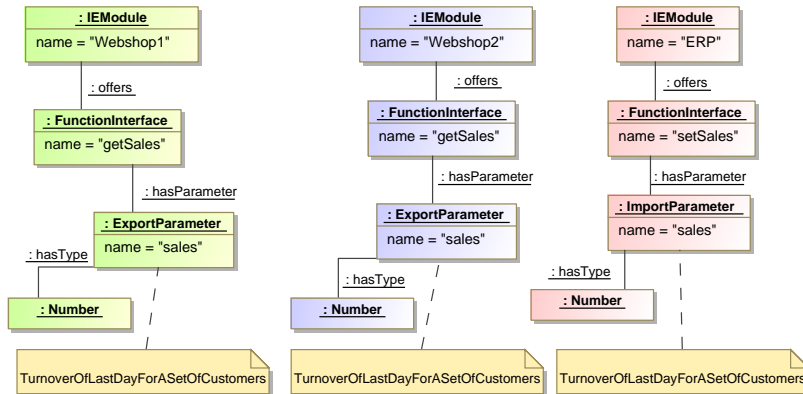 : IEModule
name = "Webshop1"
: offers
: FunctionInterface
name = "getSales"
: hasParameter
: ExportParameter
name = "sales"
: hasType
: Number
TurnoverOfLastDayForASetOfCustomers
: IEModule
name = "Webshop2"
: offers
: FunctionInterface
name = "getSales"
: hasParameter
: ExportParameter
name = "sales"
: hasType
: Number
TurnoverOfLastDayForASetOfCustomers
: IEModule
name = "ERP"
: offers
: FunctionInterface
name = "setSales"
: hasParameter
: ImportParameter
name = "sales"
: hasType
: Number
TurnoverOfLastDayForASetOfCustomers